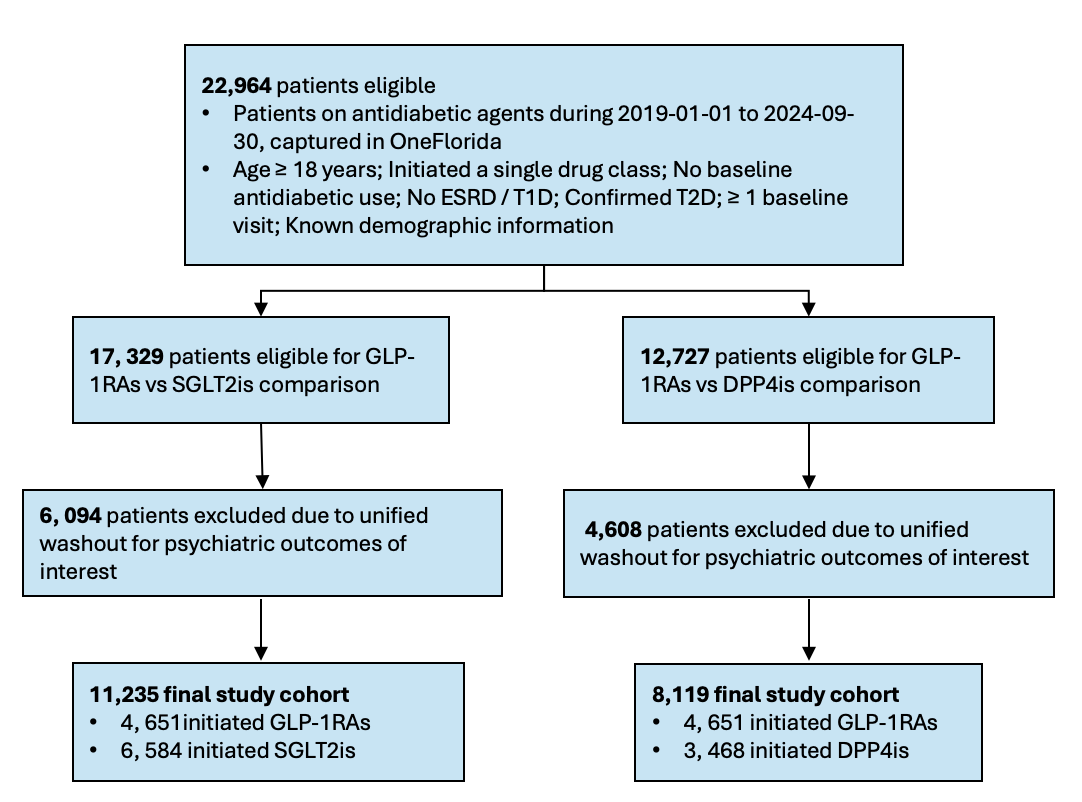 22,964 patients eligible
• Patients on antidiabetic agents during 2019-01-01 to 2024-09-
30, captured in OneFlorida
• Age ≥ 18 years; Initiated a single drug class; No baseline
antidiabetic use; No ESRD / T1D; Confirmed T2D; ≥ 1 baseline
visit; Known demographic information
17, 329 patients eligible for GLP-
1RAs vs SGLT2is comparison
12,727 patients eligible for GLP-
1RAs vs DPP4is comparison
6, 094 patients excluded due to unified
washout for psychiatric outcomes of
interest
4,608 patients excluded due to unified
washout for psychiatric outcomes of interest
11,235 final study cohort
• 4, 651initiated GLP-1RAs
• 6, 584 initiated SGLT2is
8,119 final study cohort
• 4, 651 initiated GLP-1RAs
• 3, 468 initiated DPP4is